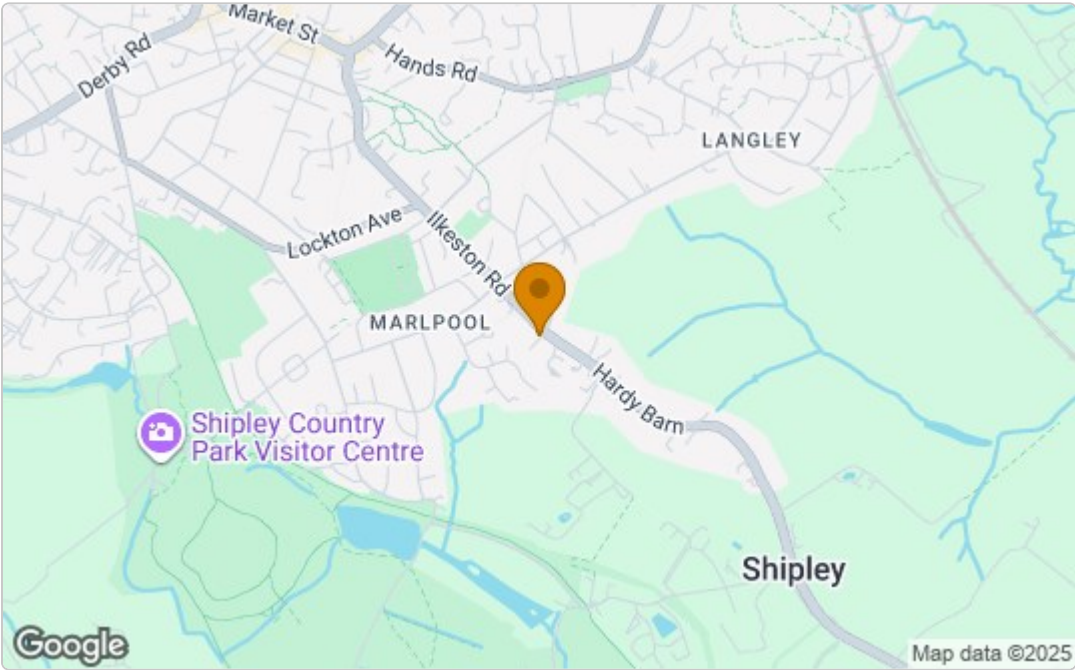 Market St
Derby Rd
Hands Rd
LANGLEY
Lockton Ave
Ilkeston Rd
MARLPOOL
Hardy Barn
Shipley Country
Park Visitor Centre
Shipley
Google
Map data ©2025